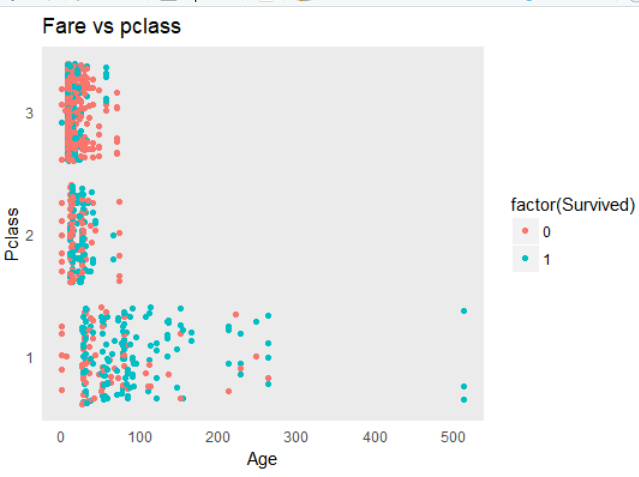 Fare vs pclass
3
2
1
Pclass
0 100 200 300 400 500
Age
factor(Survived)
0
1